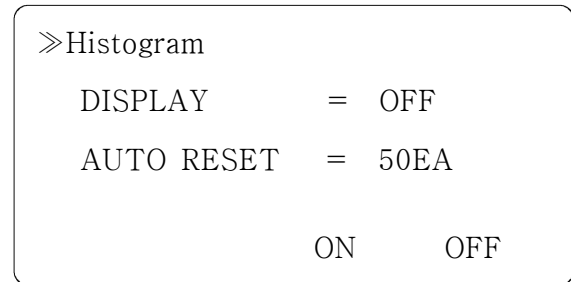 ≫Histogram
DISPLAY = OFF
AUTO RESET = 50EA
ON OFF